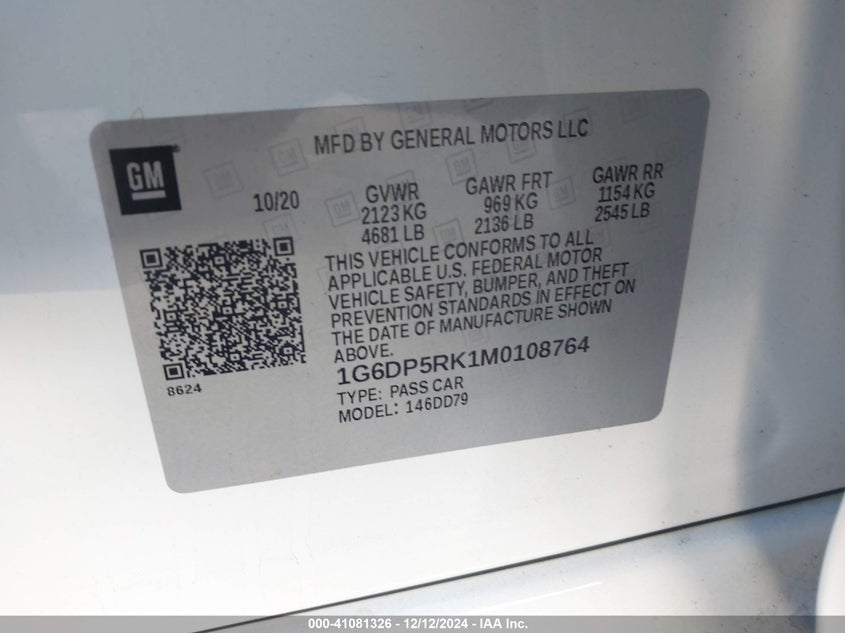 MFD BY GENERAL MOTORS LLC
GM
10/20
GVWR
2123 KG
4681 LB
GAWR FRT
969 KG
2136 LB
GAWR RR
1154 KG
2545 LB
THIS VEHICLE CONFORMS TO ALL
APPLICABLE U.S. FEDERAL MOTOR
VEHICLE SAFETY, BUMPER, AND THEFT
PREVENTION STANDARDS IN EFFECT ON
THE DATE OF MANUFACTURE SHOWN
ABOVE.
1G6DP5RK1M0108764
TYPE: PASS CAR
MODEL: 146DD79
8624
000-41081326 - 12/12/2024 - IAA Inc.